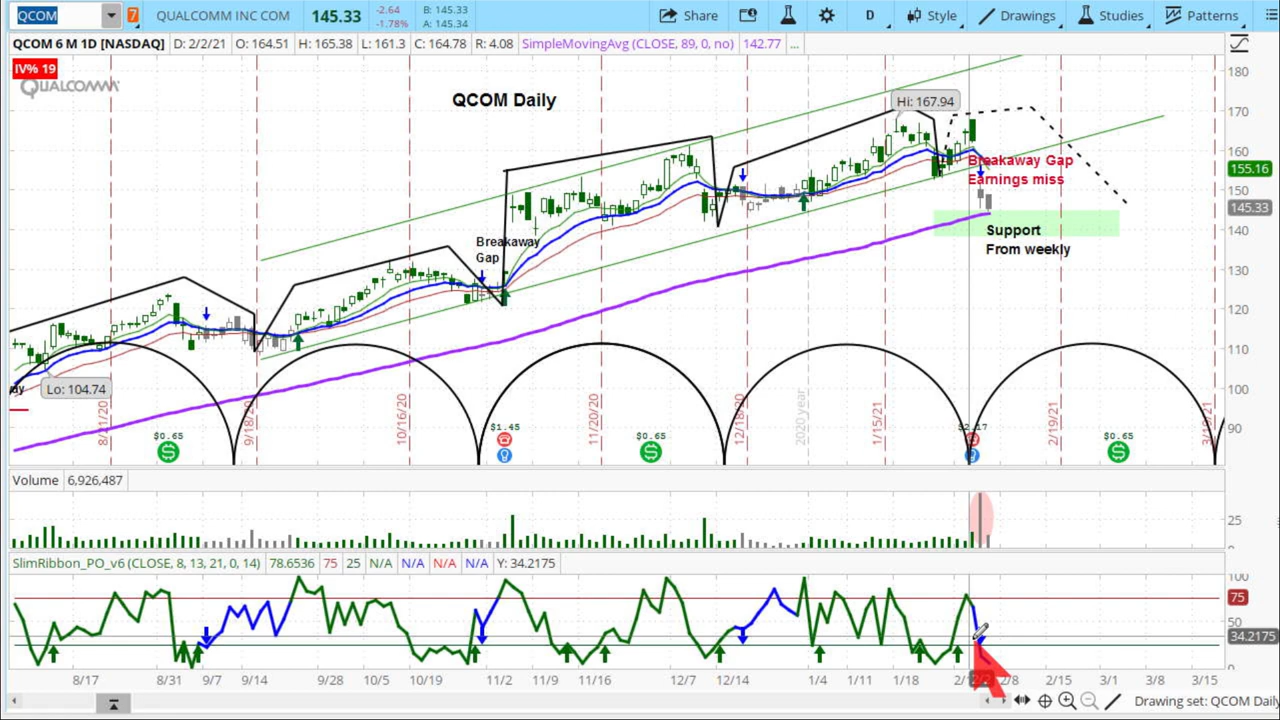 QCOM 7 QUALCOMM INC COM 145.33 -2.64 -1.78% B: 145.33 A: 145.34 Share D Style Drawings Studies Patterns
QCOM 6 M 1D [NASDAQ] D: 2/2/21 O: 164.51 H: 165.38 L: 161.3 C: 164.78 R: 4.08 SimpleMovingAvg (CLOSE, 89, 0, no) 142.77 ...
IV% 19
QUALCOMM
QCOM Daily
Hi: 167.94
Breakaway Gap
Earnings miss
Support
From weekly
Breakaway
Gap
Lo: 104.74
180
170
160
155.16
150
145.33
140
130
120
110
100
90
8/21/20 9/18/20 10/16/20 11/20/20 12/18/20 2020 year 1/15/21 2/19/21
$0.65 $1.45 $0.65 $0.65
Volume 6,926,487
25
SlimRibbon_PO_v6 (CLOSE, 8, 13, 21, 0, 14) 78.6536 75 25 N/A N/A N/A N/A Y: 34.2175
100
75
50
34.2175
0
8/17 8/31 9/7 9/14 9/28 10/5 10/19 11/2 11/9 11/16 12/7 12/14 1/4 1/11 1/18 2/8 2/15 3/1 3/8 3/15
Drawing set: QCOM Daily